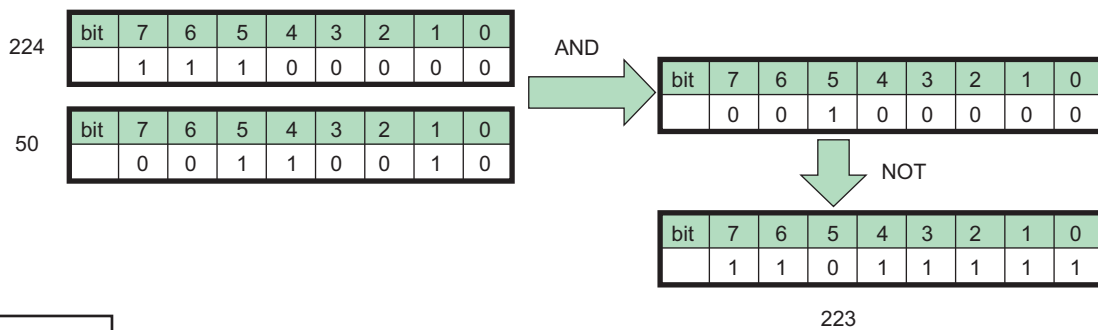 224
bit 7 6 5 4 3 2 1 0
1 1 1 0 0 0 0 0
50
bit 7 6 5 4 3 2 1 0
0 0 1 1 0 0 1 0
AND
bit 7 6 5 4 3 2 1 0
0 0 1 0 0 0 0 0
NOT
bit 7 6 5 4 3 2 1 0
1 1 0 1 1 1 1 1
223